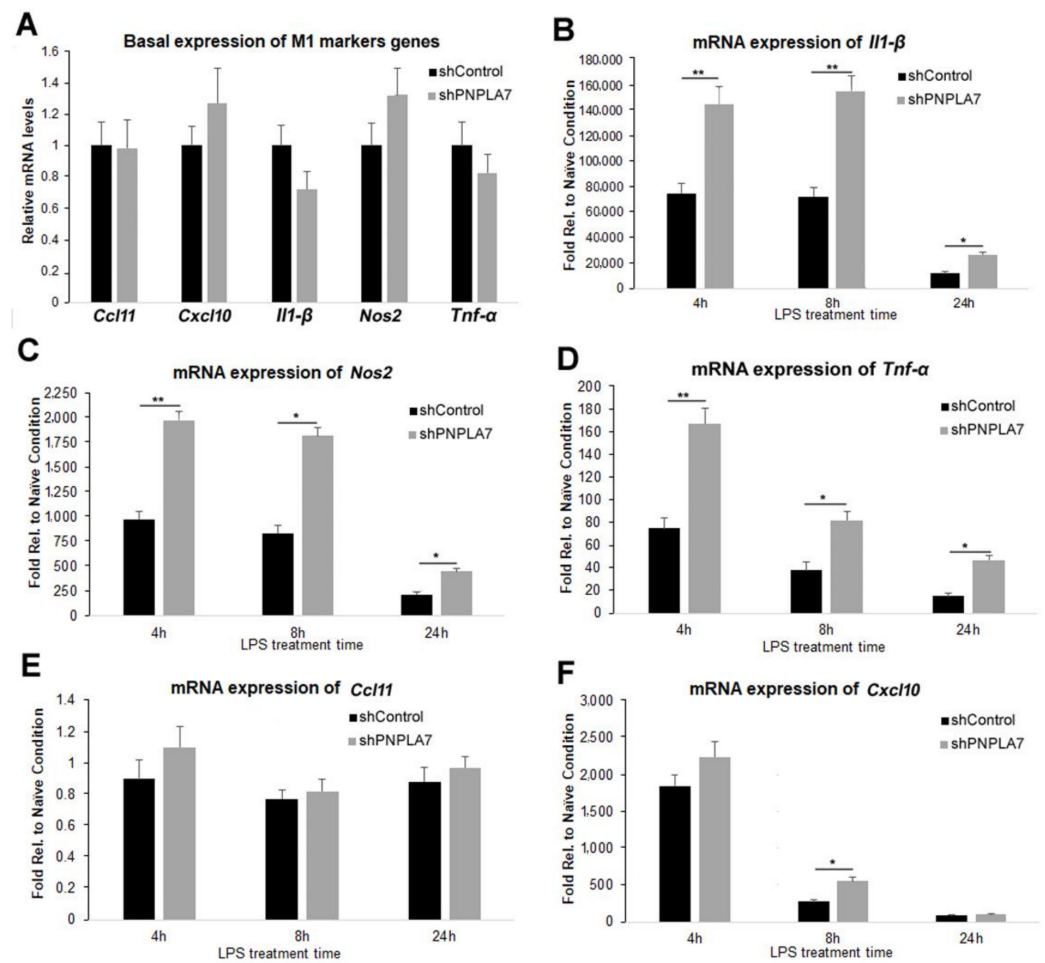 A
Basal expression of M1 markers genes
1.6
1.4
1.2
1
0.8
0.6
0.4
0.2
0
Relative mRNA levels
shControl
shPNPLA7
Ccl11 Cxcl10 Il1-β Nos2 Tnf-α
B
mRNA expression of Il1-β
180.000
160.000
140.000
120.000
100.000
80.000
60.000
40.000
20.000
0
Fold Rel. to Naïve Condition
shControl
shPNPLA7
** ** *
4h 8h 24h
LPS treatment time
C
mRNA expression of Nos2
2.250
2.000
1.750
1.500
1.250
1.000
750
500
250
0
Fold Rel. to Naïve Condition
shControl
shPNPLA7
** * *
4h 8h 24h
LPS treatment time
D
mRNA expression of Tnf-α
200
180
160
140
120
100
80
60
40
20
0
Fold Rel. to Naïve Condition
shControl
shPNPLA7
** * *
4h 8h 24h
LPS treatment time
E
mRNA expression of Ccl11
1.4
1.2
1
0.8
0.6
0.4
0.2
0
Fold Rel. to Naïve Condition
shControl
shPNPLA7
4h 8h 24h
LPS treatment time
F
mRNA expression of Cxcl10
3,000
2,500
2,000
1,500
1,000
500
0
Fold Rel. to Naïve Condition
shControl
shPNPLA7
*
4h 8h 24h
LPS treatment time